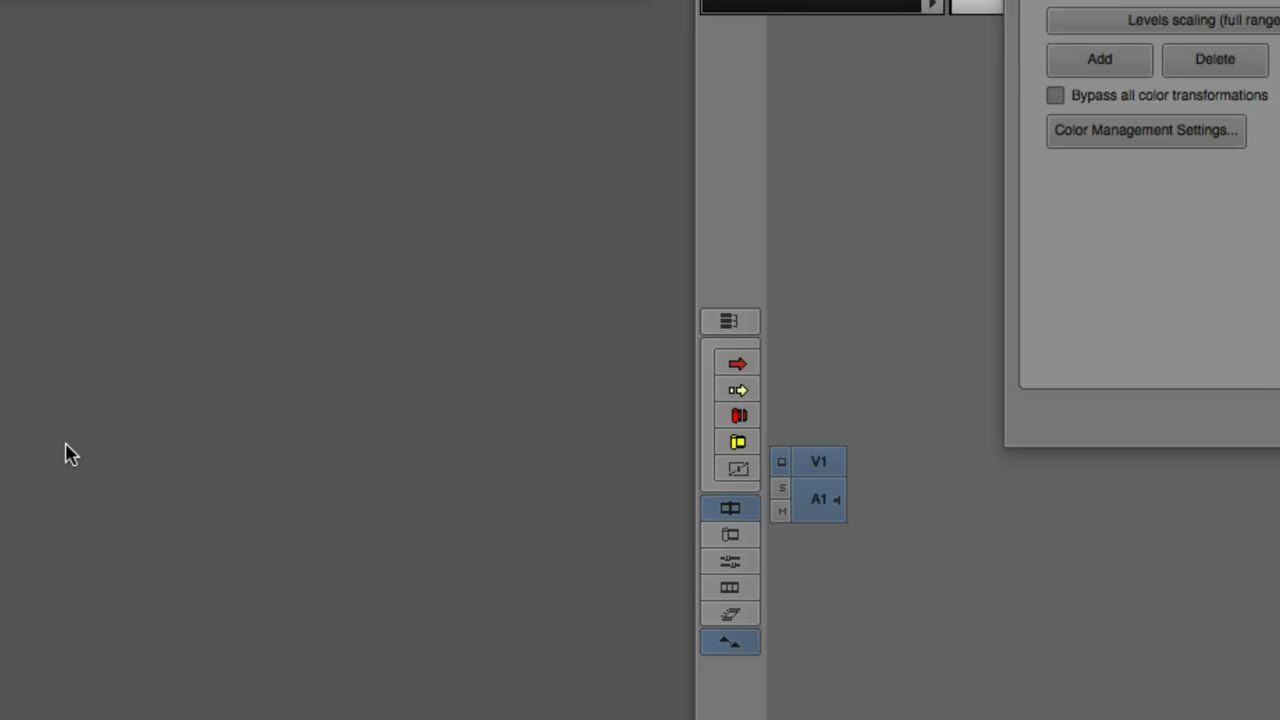 Levels scaling (full range
Add
Delete
Bypass all color transformations
Color Management Settings...
V1
S
A1
M